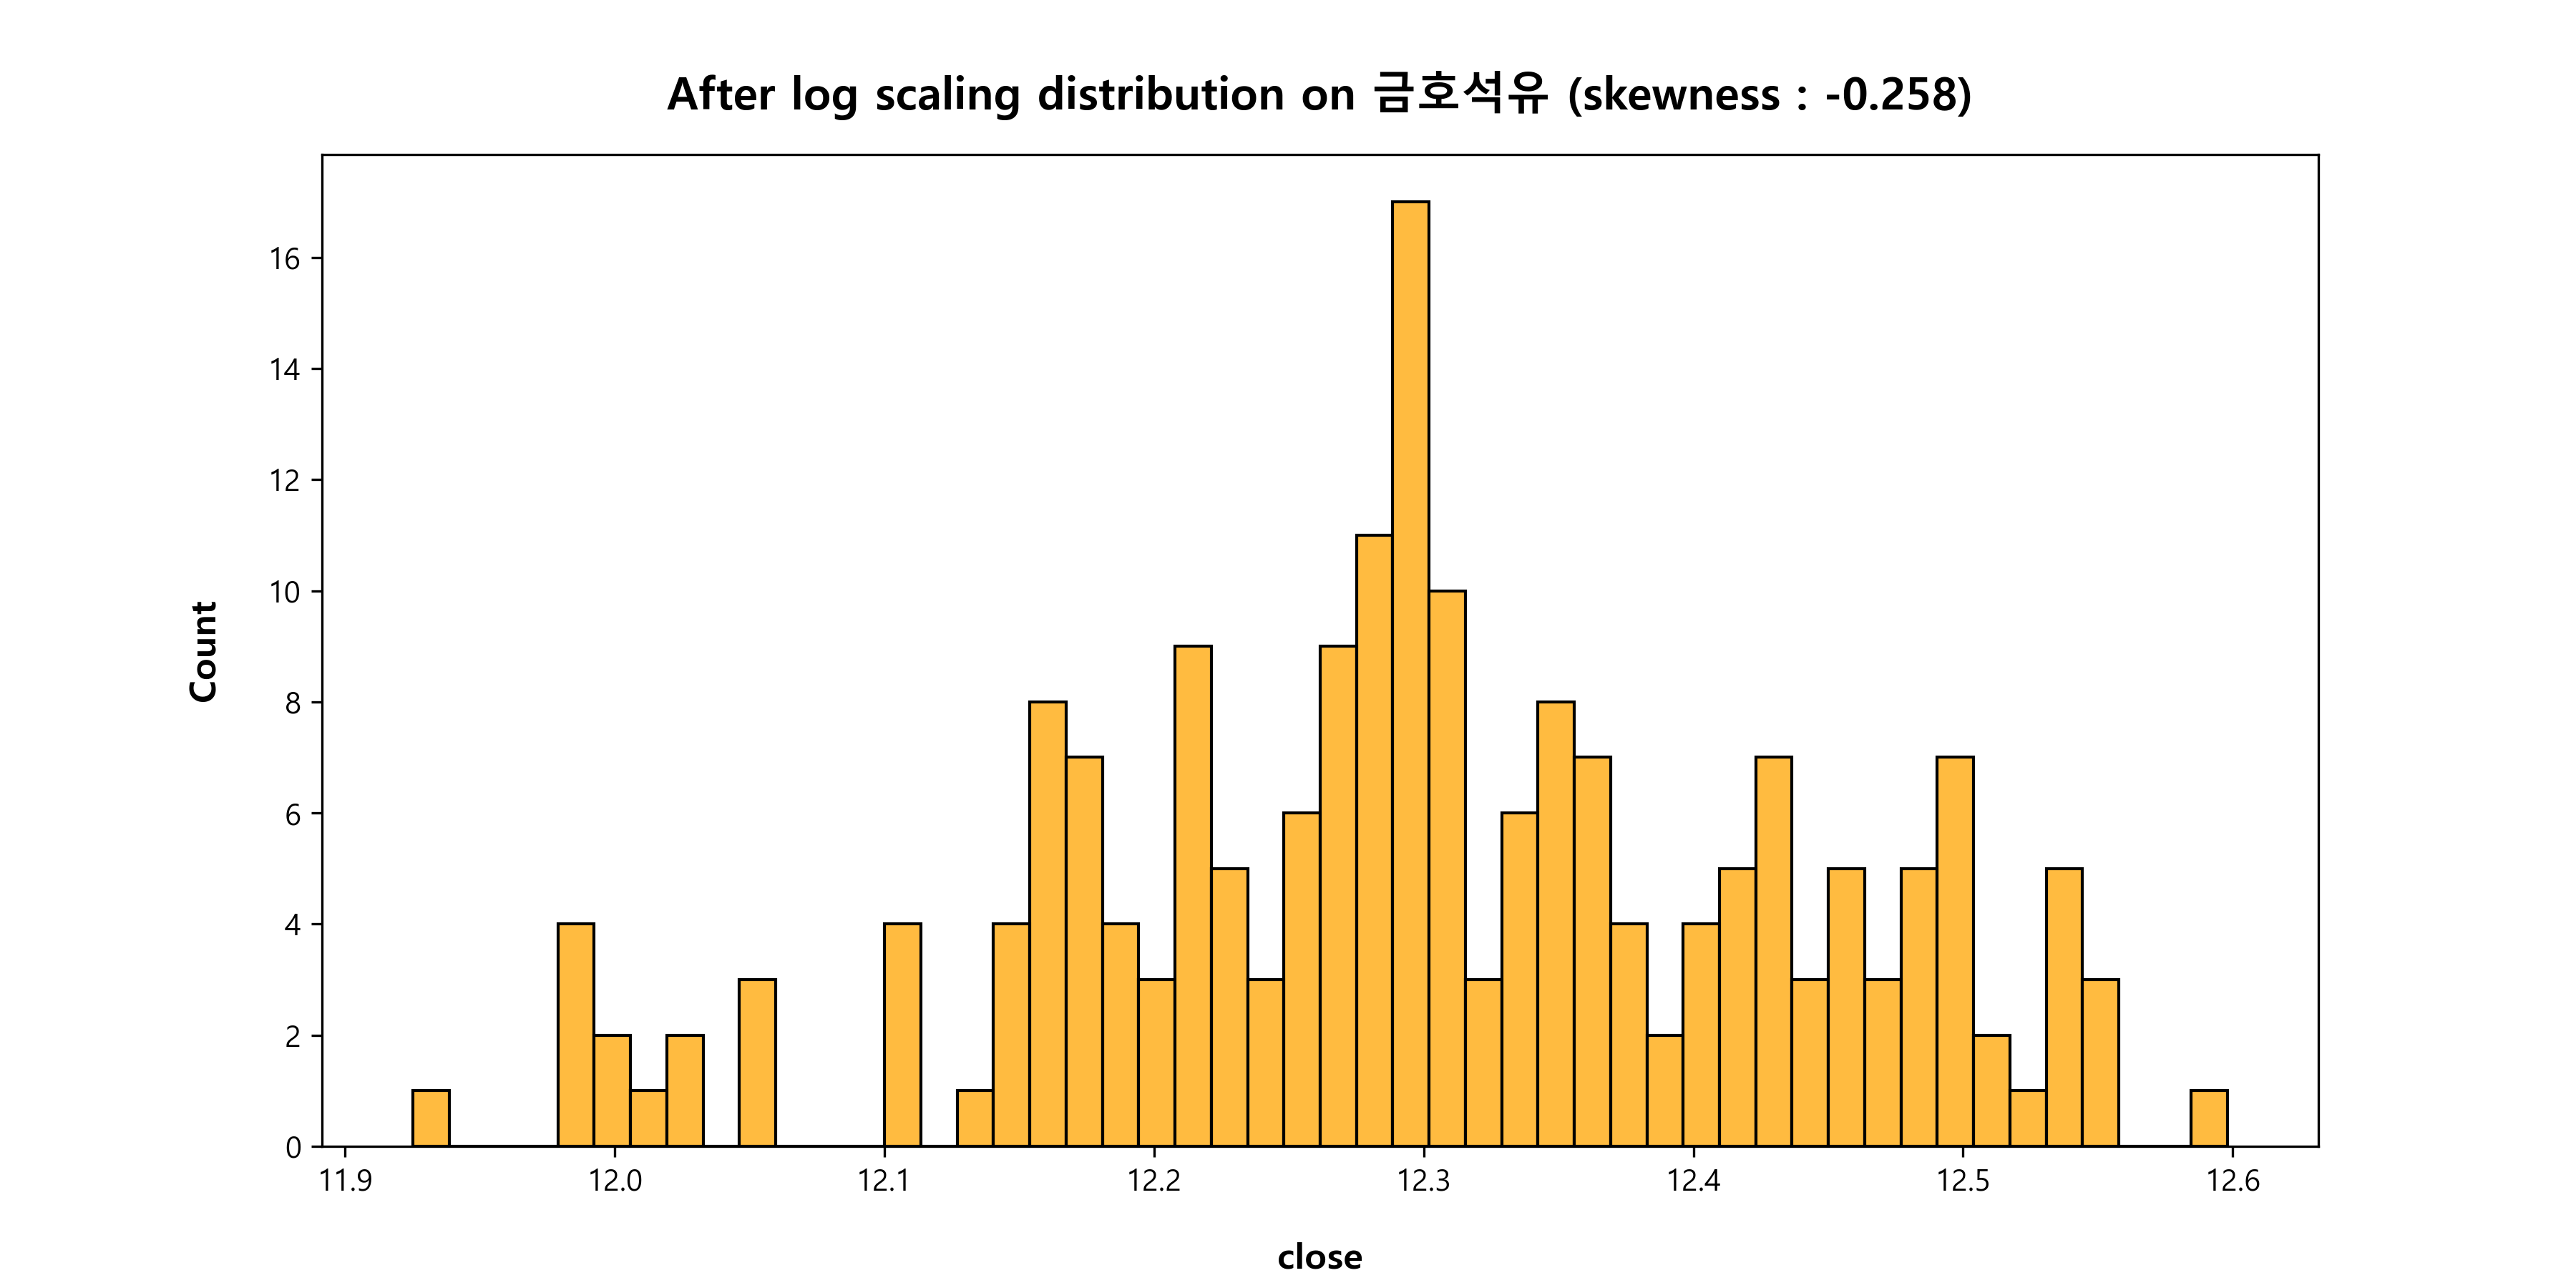 After log scaling distribution on 금호석유 (skewness : -0.258)
Count
16
14
12
10
8
6
4
2
0
11.9 12.0 12.1 12.2 12.3 12.4 12.5 12.6
close